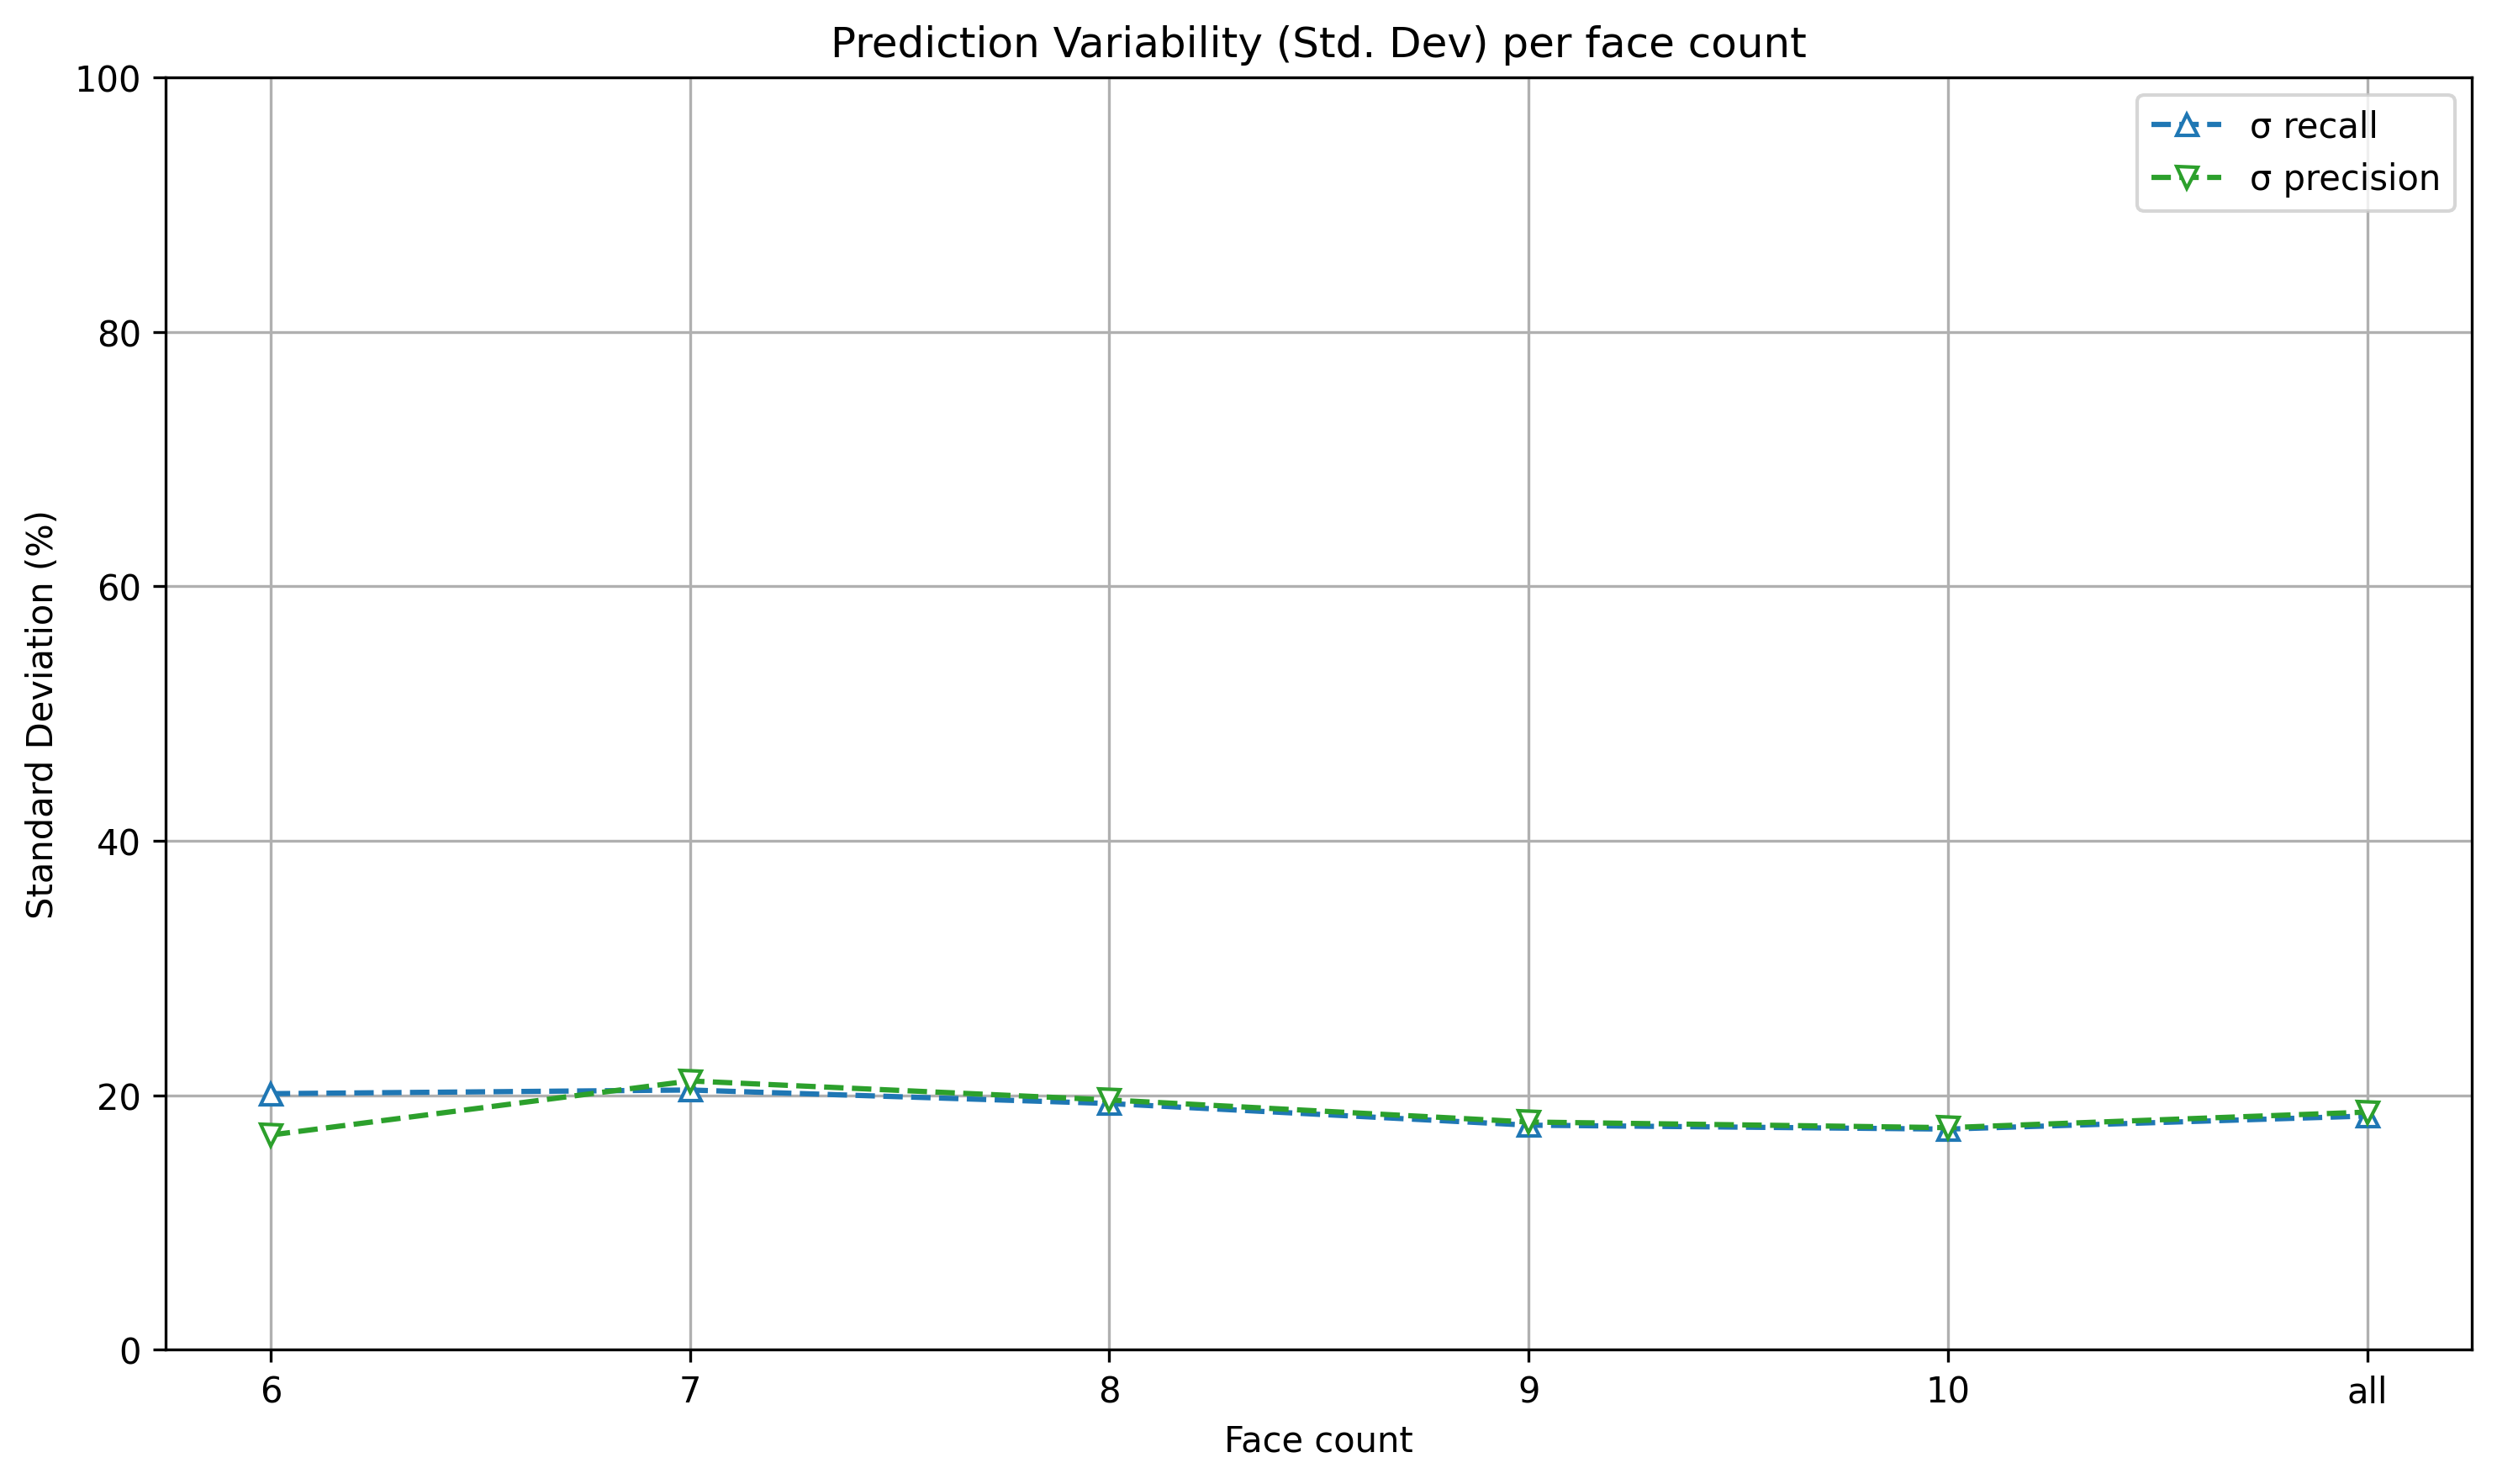 Prediction Variability (Std. Dev) per face count
100
80
60
40
20
0
Standard Deviation (%)
σ recall
σ precision
6 7 8 9 10 all
Face count